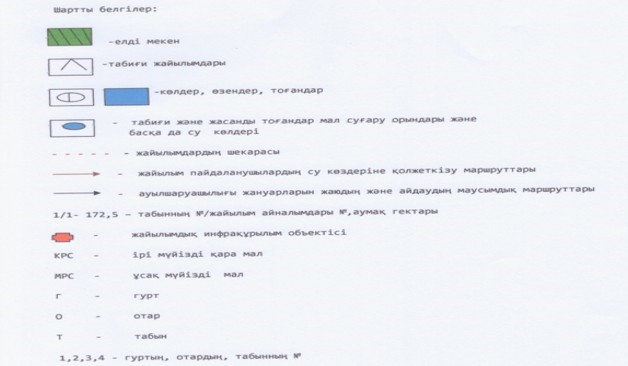 Шартты белгілер:
-елді мекен
-табиғи жайылымдары
-көлдер, өзендер, тоғандар
- табиғи және жасанды тоғандар мал суғару орындары және
басқа да су көлдері
- жайылымдардың шекарасы
- жайылым пайдаланушылардың су көздеріне қолжеткізу маршруттары
- ауылшаруашылығы жануарларын жаюдың және айдаудың маусымдық маршруттары
1/1- 172,5 – табынның №/жайылым айналымдары №,аумақ гектары
- жайылымдық инфрақұрылым объектісі
КРС - ірі мүйізді қара мал
МРС - ұсақ мүйізді мал
Г - гурт
О - отар
Т - табын
1,2,3,4 – гуртың, отардың, табынның №